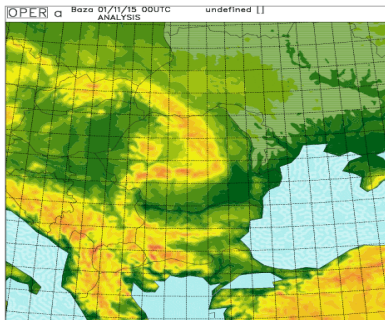 OPER a Baza 01/11/15 00UTC undefined []
ANALYSIS